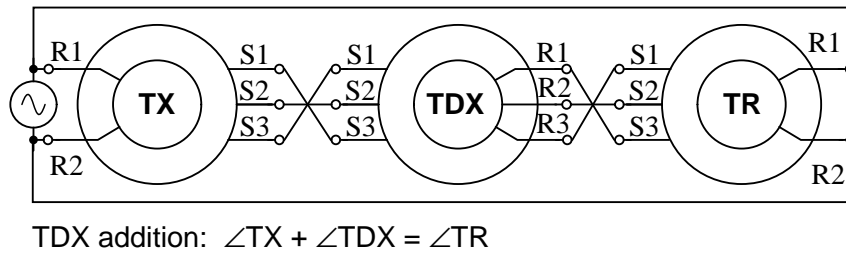 R1 S1 S1 R1 S1 R1
TX S2 S2 TDX R2 S2 TR
S3 S3 R3 S3
R2 R2
TDX addition: ∠TX + ∠TDX = ∠TR